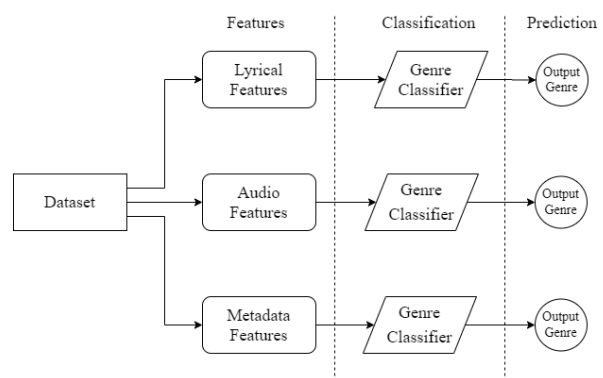 Features
Classification
Prediction
Lyrical
Features
Genre
Classifier
Output
Genre
Dataset
Audio
Features
Genre
Classifier
Output
Genre
Metadata
Features
Genre
Classifier
Output
Genre